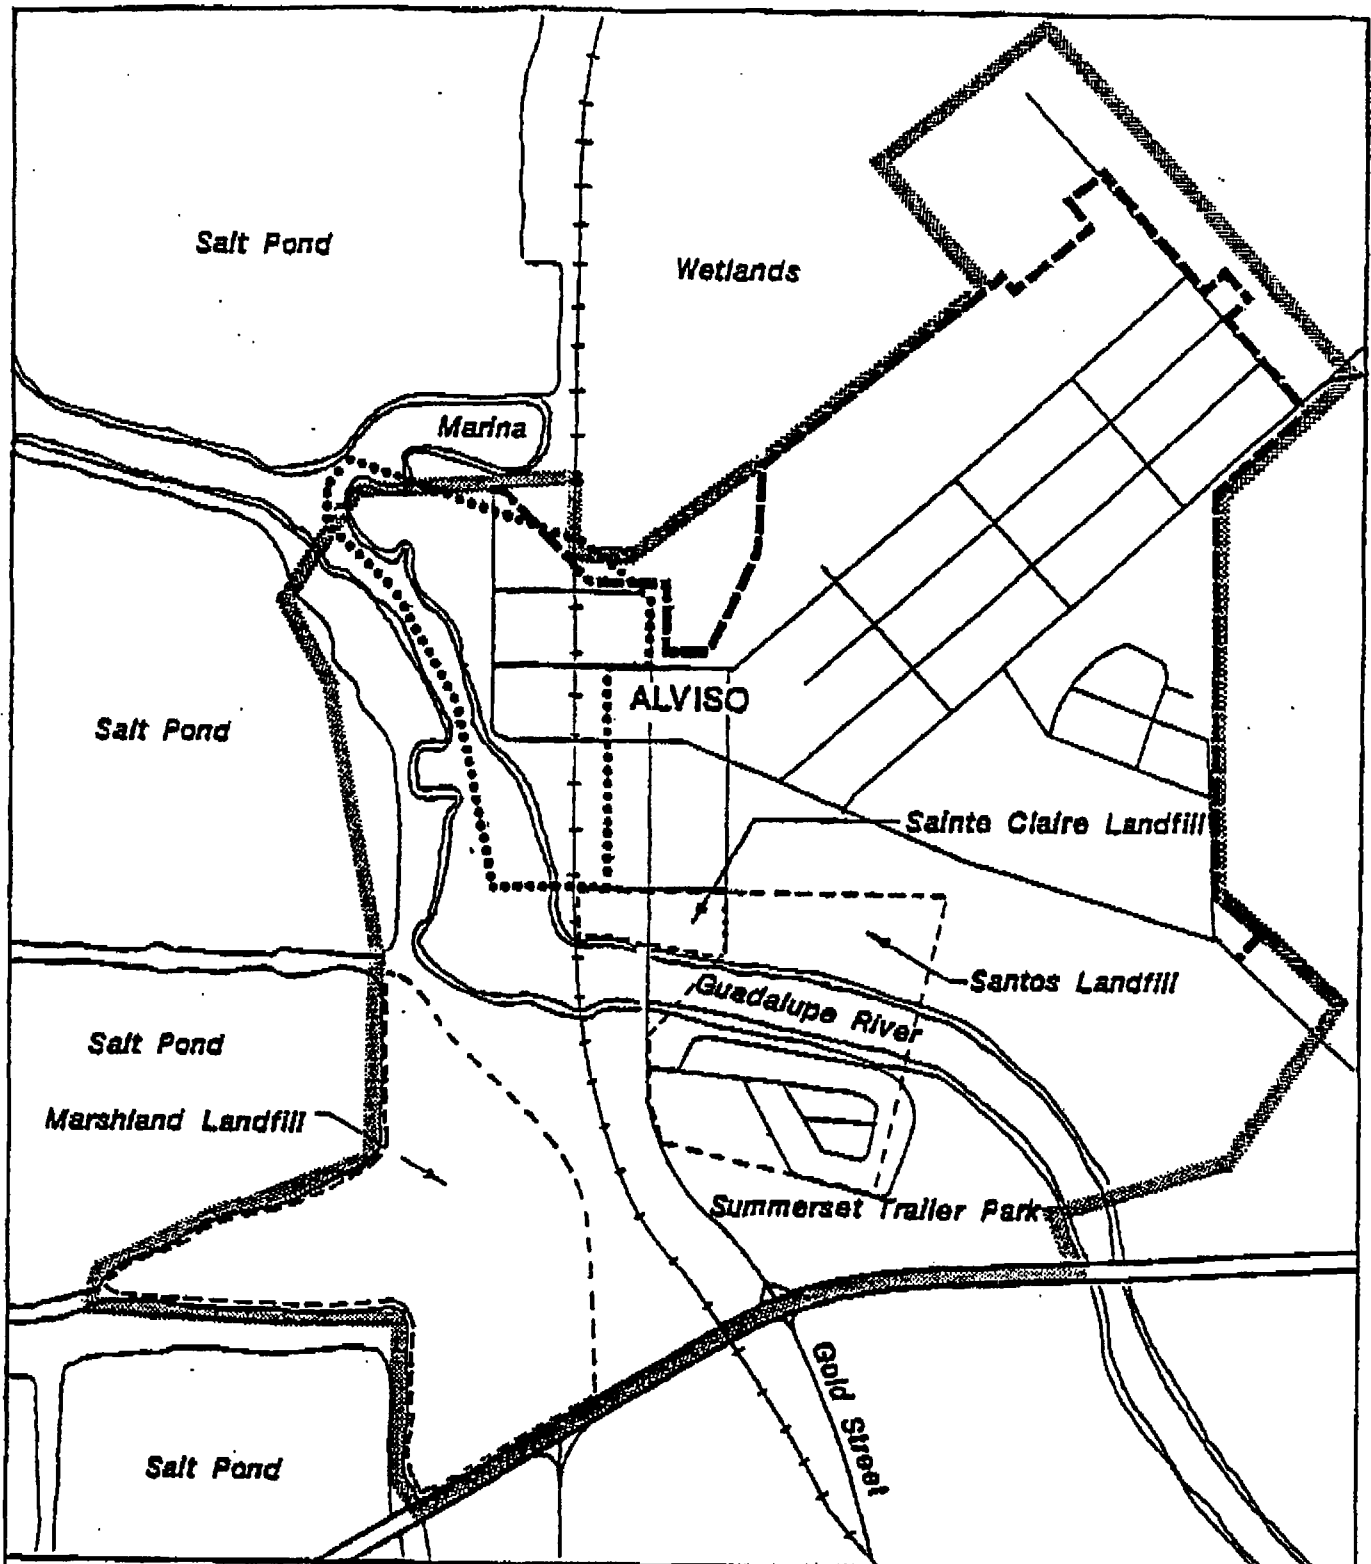 Salt Pond
Wetlands
Marina
ALVISO
Salt Pond
Sainte Claire Landfill
Santos Landfill
Guadalupe River
Salt Pond
Marshland Landfill
Summerset Trailer Park
Gold Street
Salt Pond